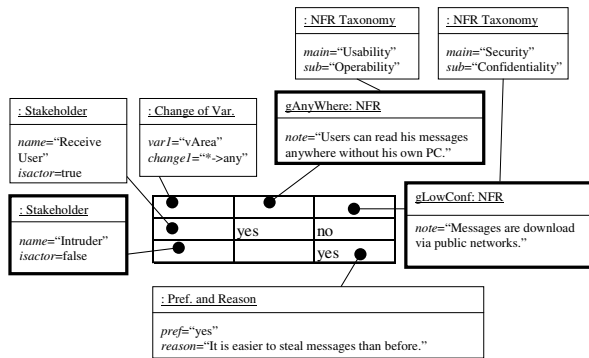 : NFR Taxonomy
main=“Usability”
sub=“Operability”
: NFR Taxonomy
main=“Security”
sub=“Confidentiality”
: Stakeholder
name=“Receive
User”
isactor=true
: Change of Var.
var1=“vArea”
change1=“*->any”
gAnyWhere: NFR
note=“Users can read his messages
anywhere without his own PC.”
: Stakeholder
name=“Intruder”
isactor=false
yes no
yes
gLowConf: NFR
note=“Messages are download
via public networks.”
: Pref. and Reason
pref=“yes”
reason=“It is easier to steal messages than before.”